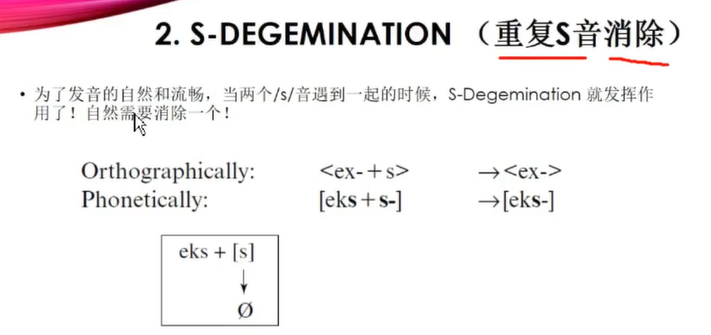 2. S-DEGEMINATION （重复S音消除）
• 为了发音的自然和流畅，当两个/s/音遇到一起的时候，S-Degemination 就发挥作
用了！自然需要消除一个！
Orthographically: <ex-+s> →<ex->
Phonetically: [eks+s-] →[eks-]
eks + [s]
↓
Ø